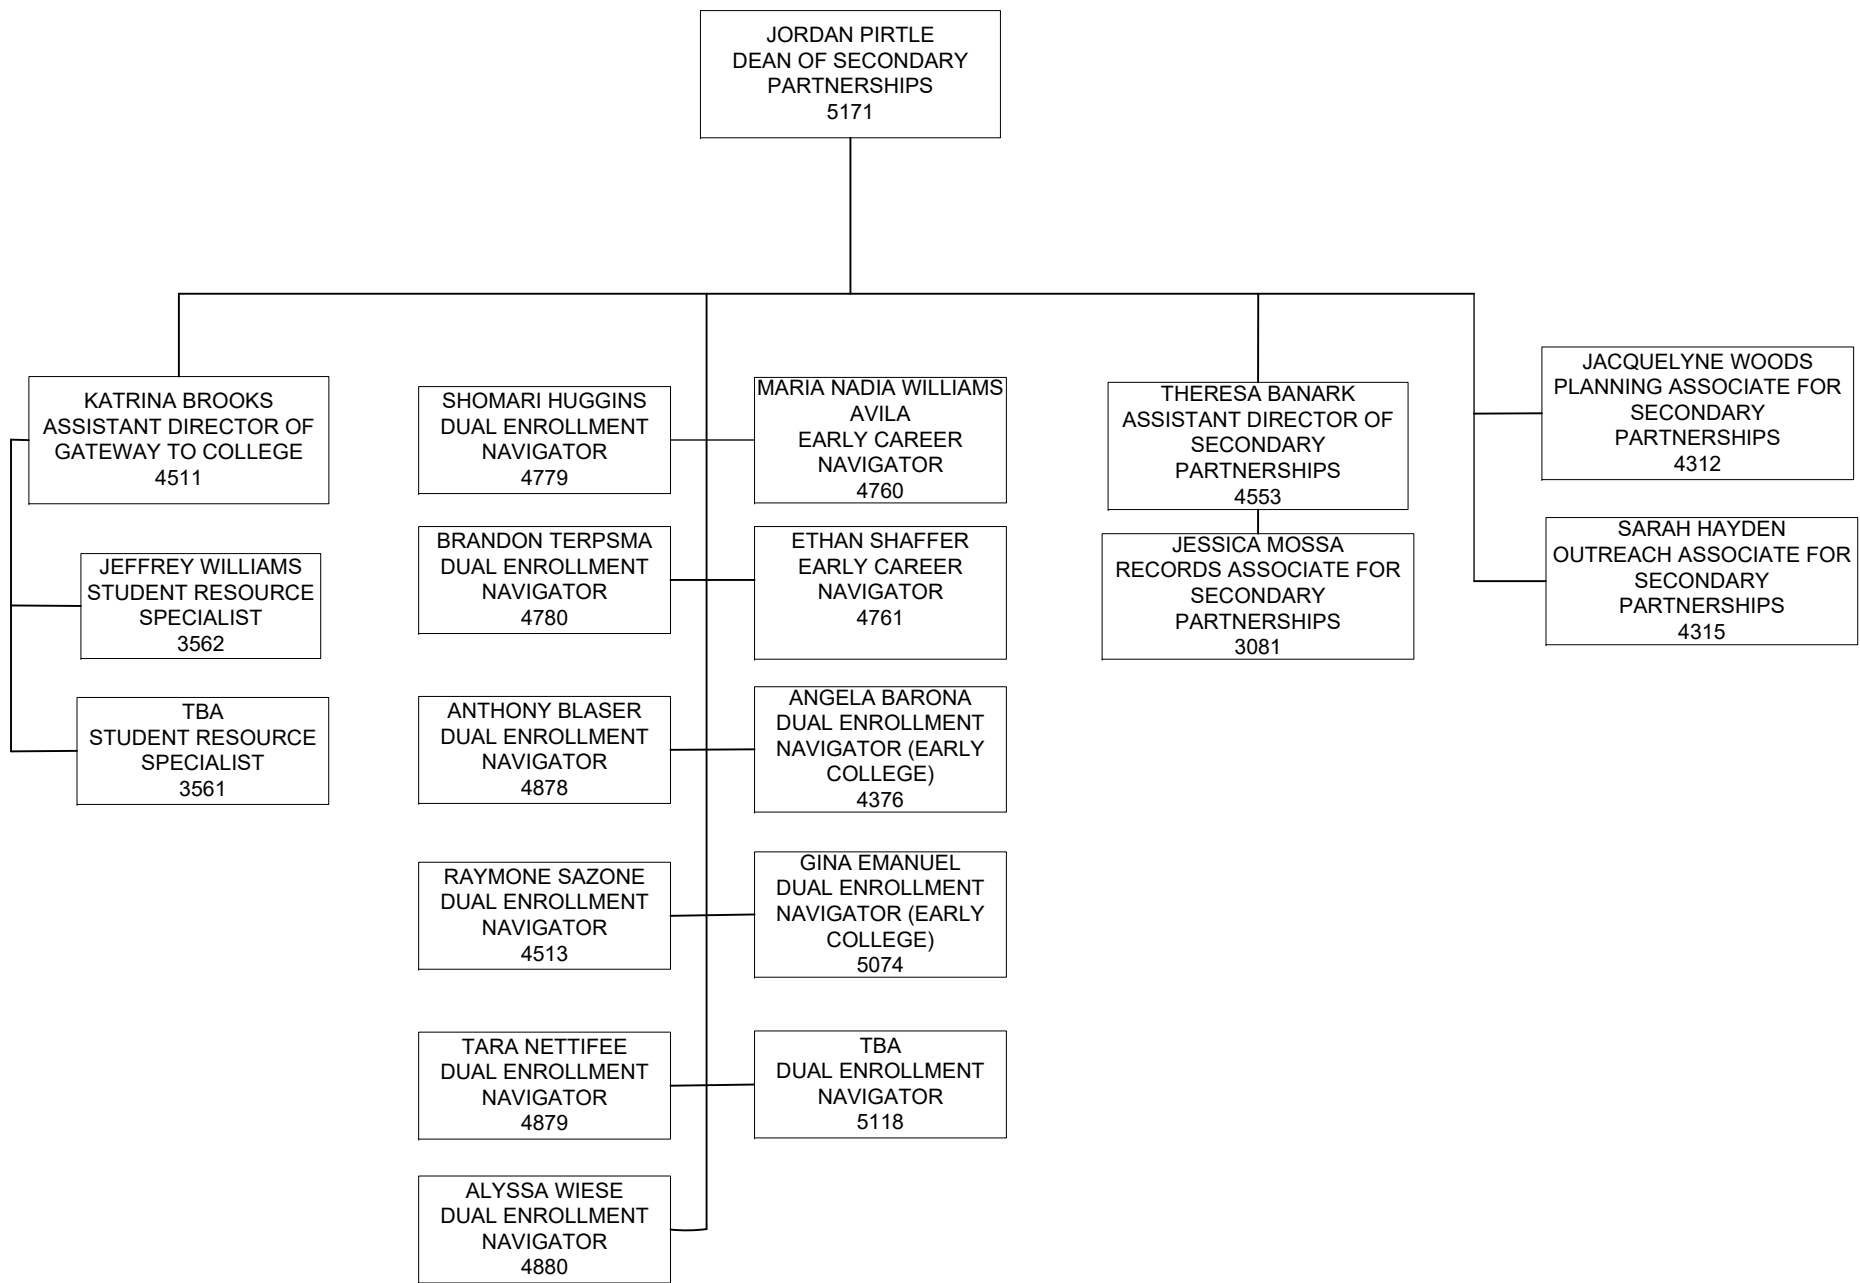 JORDAN PIRTLE
DEAN OF SECONDARY
PARTNERSHIPS
5171
KATRINA BROOKS
ASSISTANT DIRECTOR OF
GATEWAY TO COLLEGE
4511
JEFFREY WILLIAMS
STUDENT RESOURCE
SPECIALIST
3562
TBA
STUDENT RESOURCE
SPECIALIST
3561
SHOMARI HUGGINS
DUAL ENROLLMENT
NAVIGATOR
4779
MARIA NADIA WILLIAMS
AVILA
EARLY CAREER
NAVIGATOR
4760
BRANDON TERPSMA
DUAL ENROLLMENT
NAVIGATOR
4780
ETHAN SHAFFER
EARLY CAREER
NAVIGATOR
4761
ANTHONY BLASER
DUAL ENROLLMENT
NAVIGATOR
4878
ANGELA BARONA
DUAL ENROLLMENT
NAVIGATOR (EARLY
COLLEGE)
4376
RAYMONE SAZONE
DUAL ENROLLMENT
NAVIGATOR
4513
GINA EMANUEL
DUAL ENROLLMENT
NAVIGATOR (EARLY
COLLEGE)
5074
TARA NETTIFEE
DUAL ENROLLMENT
NAVIGATOR
4879
TBA
DUAL ENROLLMENT
NAVIGATOR
5118
ALYSSA WIESE
DUAL ENROLLMENT
NAVIGATOR
4880
THERESA BANARK
ASSISTANT DIRECTOR OF
SECONDARY
PARTNERSHIPS
4553
JESSICA MOSSA
RECORDS ASSOCIATE FOR
SECONDARY
PARTNERSHIPS
3081
JACQUELYNE WOODS
PLANNING ASSOCIATE FOR
SECONDARY
PARTNERSHIPS
4312
SARAH HAYDEN
OUTREACH ASSOCIATE FOR
SECONDARY
PARTNERSHIPS
4315